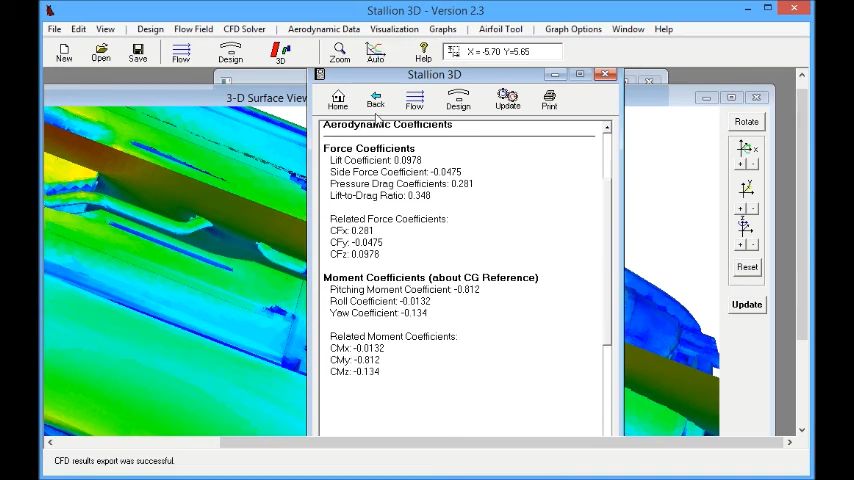 Stallion 3D - Version 2.3
File Edit View Design Flow Field CFD Solver Aerodynamic Data Visualization Graphs Airfoil Tool Graph Options Window Help
New Open Save Flow Design 3D Zoom Auto Help X = -5.70 Y=5.65
Stallion 3D
3-D Surface View
Home Back Flow Design Update Print
Aerodynamic Coefficients
Force Coefficients
Lift Coefficient: 0.0978
Side Force Coefficient: -0.0475
Pressure Drag Coefficients: 0.281
Lift-to-Drag Ratio: 0.348
Related Force Coefficients:
CFx: 0.281
CFy: -0.0475
CFz: 0.0978
Moment Coefficients (about CG Reference)
Pitching Moment Coefficient: -0.812
Roll Coefficient: -0.0132
Yaw Coefficient: -0.134
Related Moment Coefficients:
CMx: -0.0132
CMy: -0.812
CMz: -0.134
Rotate
x
+ -
Y
+ -
+ -
Reset
Update
CFD results export was successful.